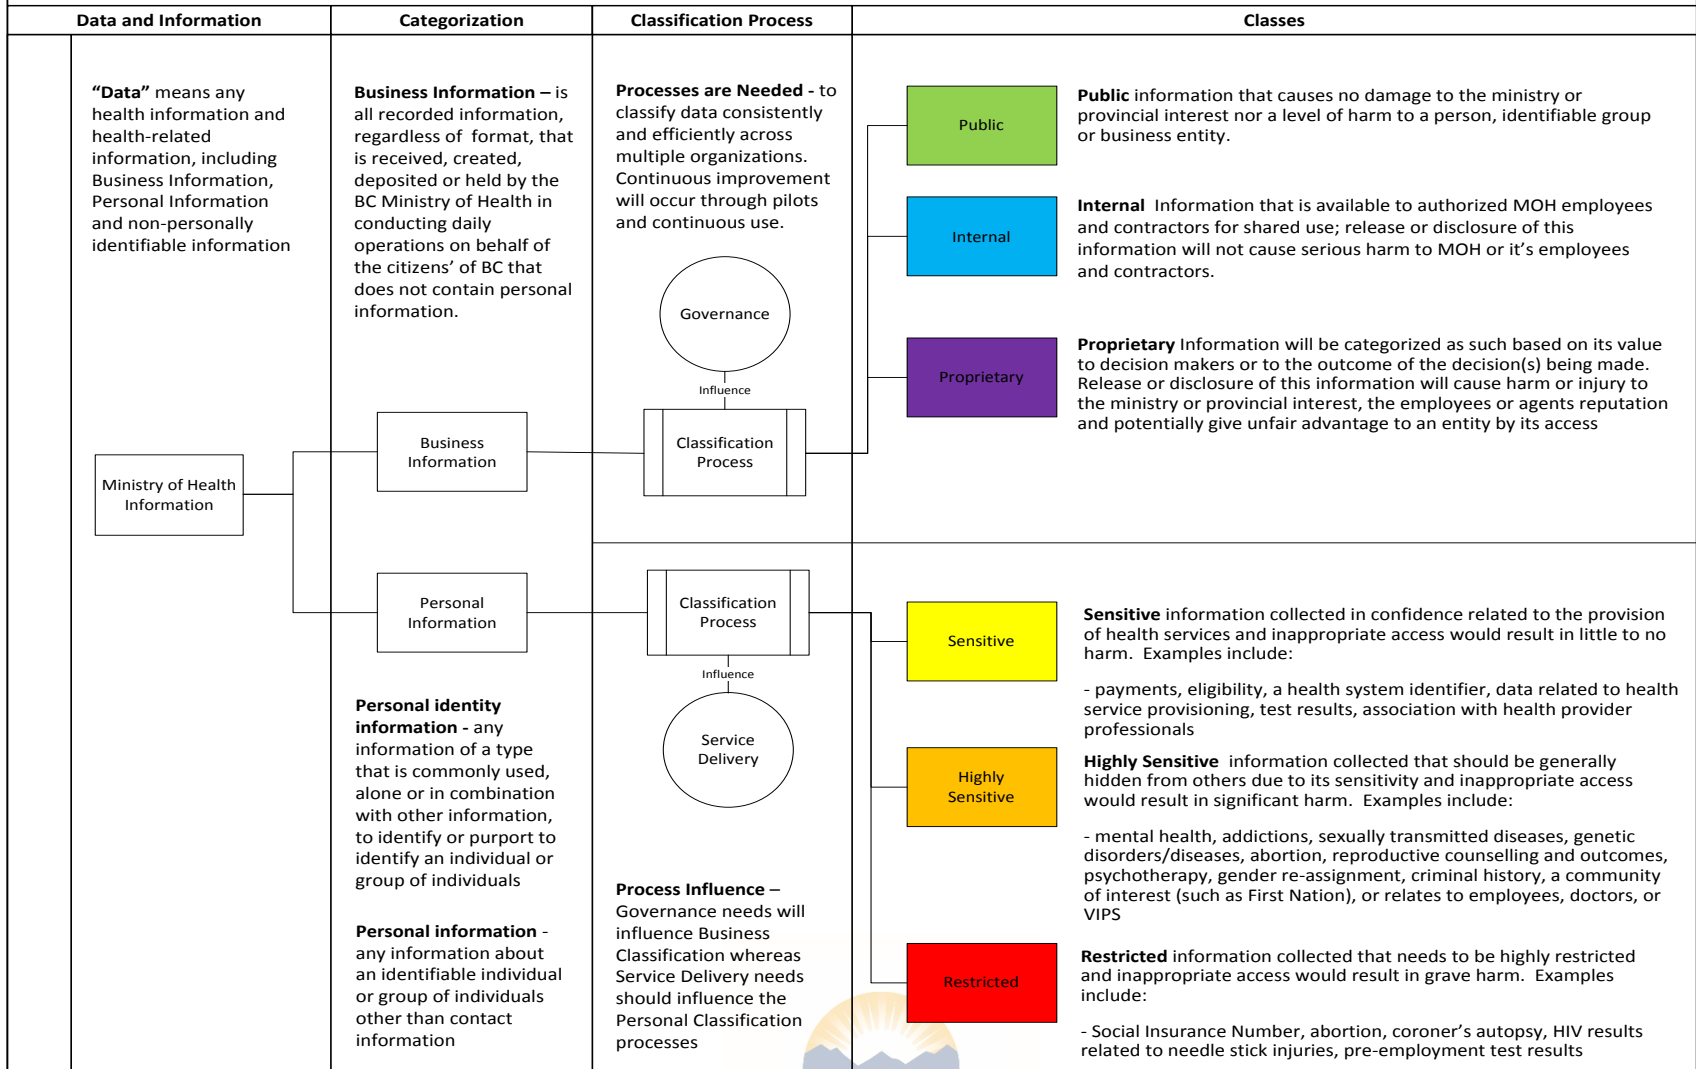 Data and Information
Categorization
Classification Process
Classes
“Data” means any
health information and
health-related
information, including
Business Information,
Personal Information
and non-personally
identifiable information
Ministry of Health
Information
Business Information – is
all recorded information,
regardless of format, that
is received, created,
deposited or held by the
BC Ministry of Health in
conducting daily
operations on behalf of
the citizens’ of BC that
does not contain personal
information.
Business
Information
Personal
Information
Personal identity
information - any
information of a type
that is commonly used,
alone or in combination
with other information,
to identify or purport to
identify an individual or
group of individuals
Personal information -
any information about
an identifiable individual
or group of individuals
other than contact
information
Processes are Needed - to
classify data consistently
and efficiently across
multiple organizations.
Continuous improvement
will occur through pilots
and continuous use.
Governance
Influence
Classification
Process
Classification
Process
Influence
Service
Delivery
Process Influence –
Governance needs will
influence Business
Classification whereas
Service Delivery needs
should influence the
Personal Classification
processes
Public
Public information that causes no damage to the ministry or
provincial interest nor a level of harm to a person, identifiable group
or business entity.
Internal
Internal Information that is available to authorized MOH employees
and contractors for shared use; release or disclosure of this
information will not cause serious harm to MOH or it’s employees
and contractors.
Proprietary
Proprietary Information will be categorized as such based on its value
to decision makers or to the outcome of the decision(s) being made.
Release or disclosure of this information will cause harm or injury to
the ministry or provincial interest, the employees or agents reputation
and potentially give unfair advantage to an entity by its access
Sensitive
Sensitive information collected in confidence related to the provision
of health services and inappropriate access would result in little to no
harm. Examples include:
- payments, eligibility, a health system identifier, data related to health
service provisioning, test results, association with health provider
professionals
Highly
Sensitive
Highly Sensitive information collected that should be generally
hidden from others due to its sensitivity and inappropriate access
would result in significant harm. Examples include:
- mental health, addictions, sexually transmitted diseases, genetic
disorders/diseases, abortion, reproductive counselling and outcomes,
psychotherapy, gender re-assignment, criminal history, a community
of interest (such as First Nation), or relates to employees, doctors, or
VIPS
Restricted
Restricted information collected that needs to be highly restricted
and inappropriate access would result in grave harm. Examples
include:
- Social Insurance Number, abortion, coroner’s autopsy, HIV results
related to needle stick injuries, pre-employment test results